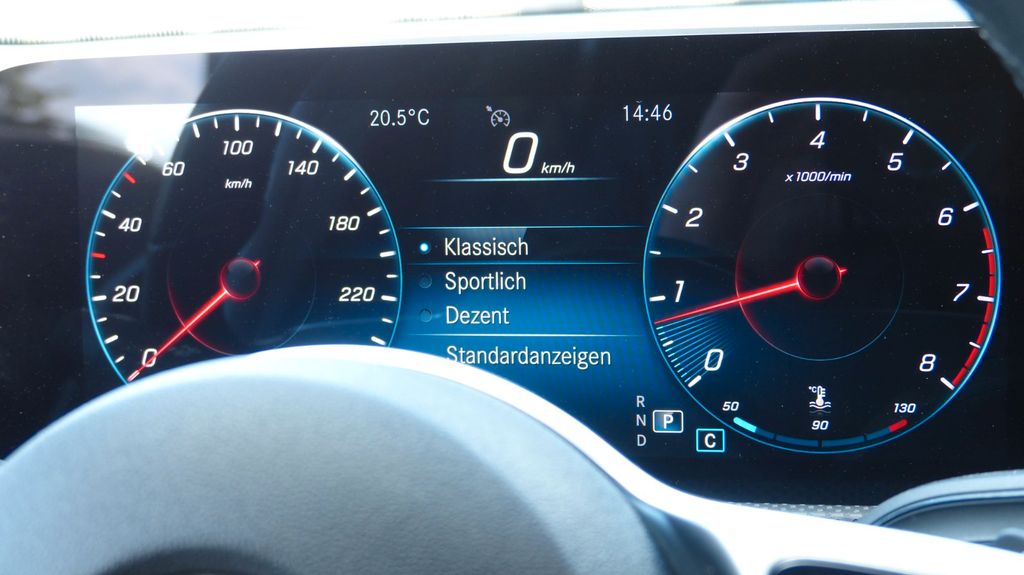 20.5°C
14:46
0 km/h
20
40
60
100
140
180
220
0
km/h
Klassisch
Sportlich
Dezent
Standardanzeigen
0
1
2
3
4
5
6
7
8
x1000/min
R
N
D
P
C
°C
50
90
130